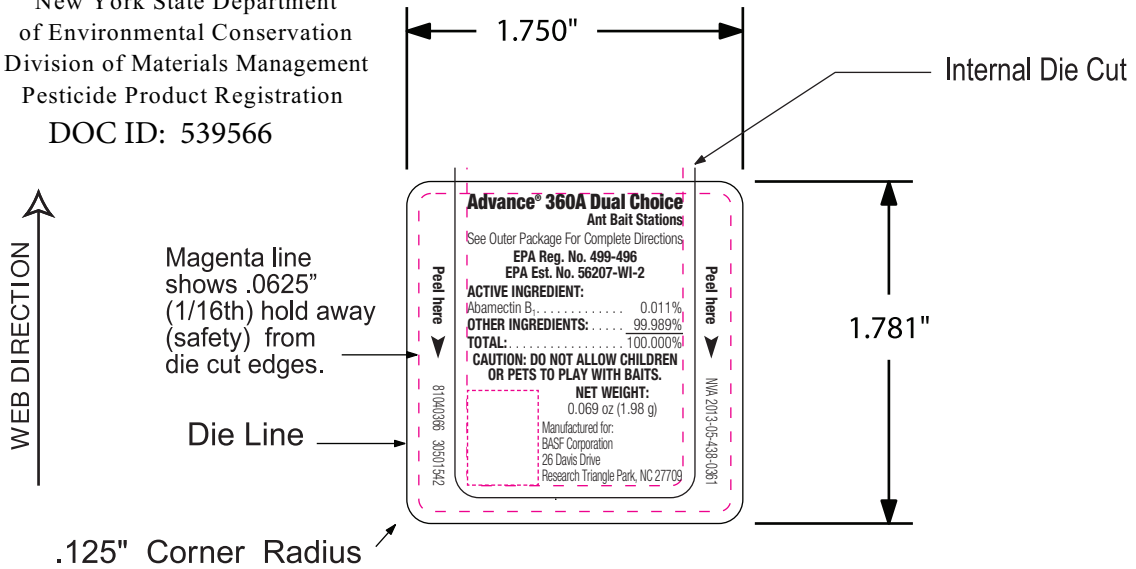 New York State Department
of Environmental Conservation
Division of Materials Management
Pesticide Product Registration
DOC ID: 539566
1.750"
Internal Die Cut
WEB DIRECTION
Magenta line
shows .0625”
(1/16th) hold away
(safety) from
die cut edges.
Die Line
.125" Corner Radius
1.781"
Peel here
81040366 30501542
Advance® 360A Dual Choice
Ant Bait Stations
See Outer Package For Complete Directions
EPA Reg. No. 499-496
EPA Est. No. 56207-WI-2
ACTIVE INGREDIENT:
Abamectin B₁ . . . . . . . . . . . . . 0.011%
OTHER INGREDIENTS: . . . . . 99.989%
TOTAL: . . . . . . . . . . . . . . . . . 100.000%
CAUTION: DO NOT ALLOW CHILDREN
OR PETS TO PLAY WITH BAITS.
NET WEIGHT:
0.069 oz (1.98 g)
Manufactured for:
BASF Corporation
26 Davis Drive
Research Triangle Park, NC 27709
Peel here
NVA 2013-05-438-0361